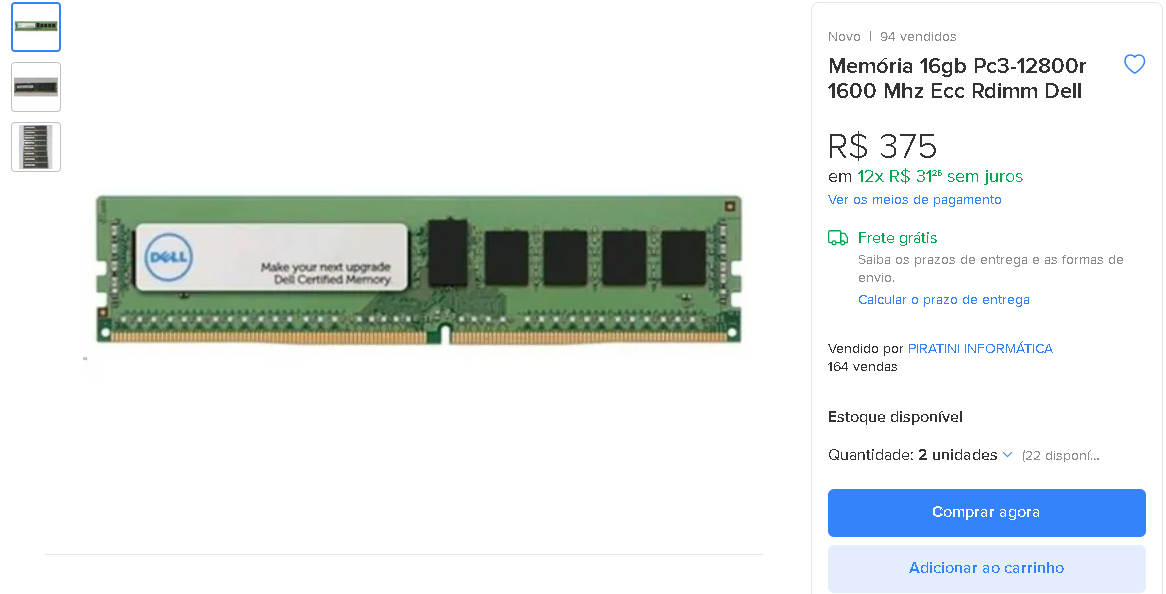 Novo | 94 vendidos
Memória 16gb Pc3-12800r
1600 Mhz Ecc Rdimm Dell
R$ 375
em 12x R$ 31²⁵ sem juros
Ver os meios de pagamento
Frete grátis
Saiba os prazos de entrega e as formas de
envio.
Calcular o prazo de entrega
DELL
Make your next upgrade
Dell Certified Memory.
Vendido por PIRATINI INFORMÁTICA
164 vendas
Estoque disponível
Quantidade: 2 unidades (22 disponí...
Comprar agora
Adicionar ao carrinho